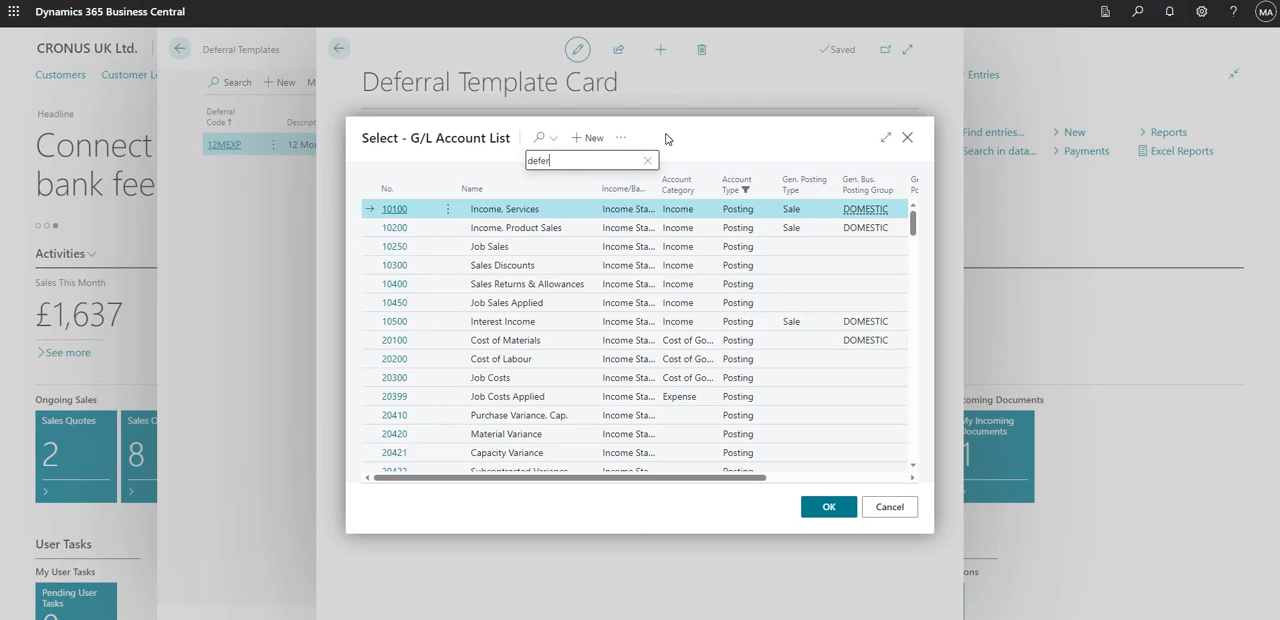 Dynamics 365 Business Central
MA
CRONUS UK Ltd.
Customers
Headline
Connect
bank fee
Activities
Sales This Month
£1,637
See more
Ongoing Sales
Sales Quotes
2
8
User Tasks
My User Tasks
Pending User
Tasks
Deferral Templates
Search
New
Deferral
Code↑
12MEXP
Deferral Template Card
Saved
Select - G/L Account List
New
defer
No.
Name
Income/Ba...
Account
Category
Account
Type
Gen. Posting
Type
Gen. Bus.
Posting Group
10100 Income, Services Income Sta... Income Posting Sale DOMESTIC
10200 Income, Product Sales Income Sta... Income Posting Sale DOMESTIC
10250 Job Sales Income Sta... Income Posting
10300 Sales Discounts Income Sta... Income Posting
10400 Sales Returns & Allowances Income Sta... Income Posting
10450 Job Sales Applied Income Sta... Income Posting
10500 Interest Income Income Sta... Income Posting Sale DOMESTIC
20100 Cost of Materials Income Sta... Cost of Go... Posting DOMESTIC
20200 Cost of Labour Income Sta... Cost of Go... Posting
20300 Job Costs Income Sta... Cost of Go... Posting
20399 Job Costs Applied Income Sta... Expense Posting
20410 Purchase Variance, Cap. Income Sta... Posting
20420 Material Variance Income Sta... Posting
20421 Capacity Variance Income Sta... Posting
20422 Subcontracted Variance Income Sta... Posting
OK
Cancel
Entries
Find entries...
New
Reports
Search in data...
Payments
Excel Reports
My Incoming
Documents
1